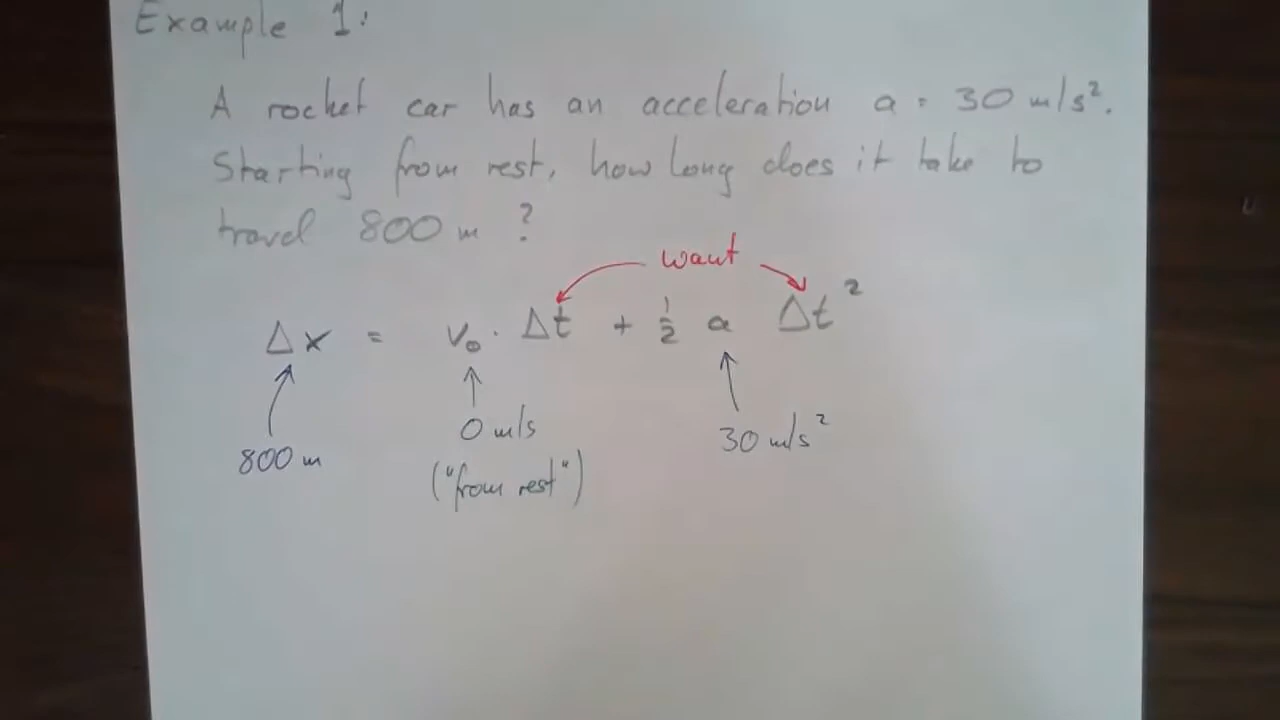 Example 1:
A rocket car has an acceleration a = 30 m/s².
Starting from rest, how long does it take to
travel 800 m ?
want
Δx = v₀ · Δt + ½ a Δt²
800 m
0 m/s
("from rest")
30 m/s²